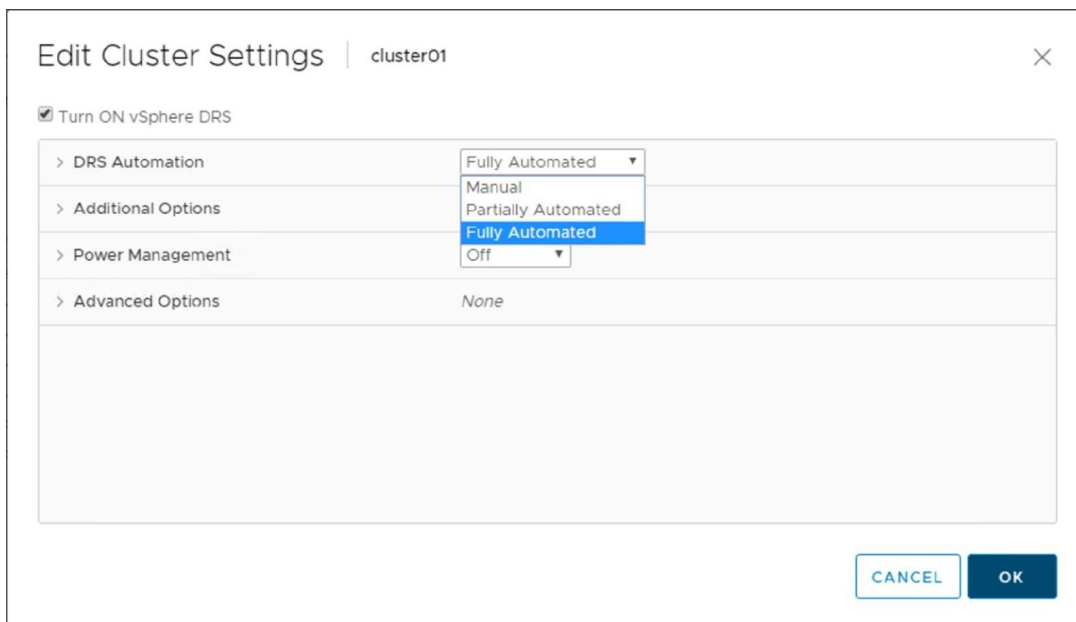 Edit Cluster Settings | cluster01
Turn ON vSphere DRS
DRS Automation Fully Automated
Manual
Additional Options Partially Automated
Fully Automated
Power Management Off
Advanced Options None
CANCEL OK